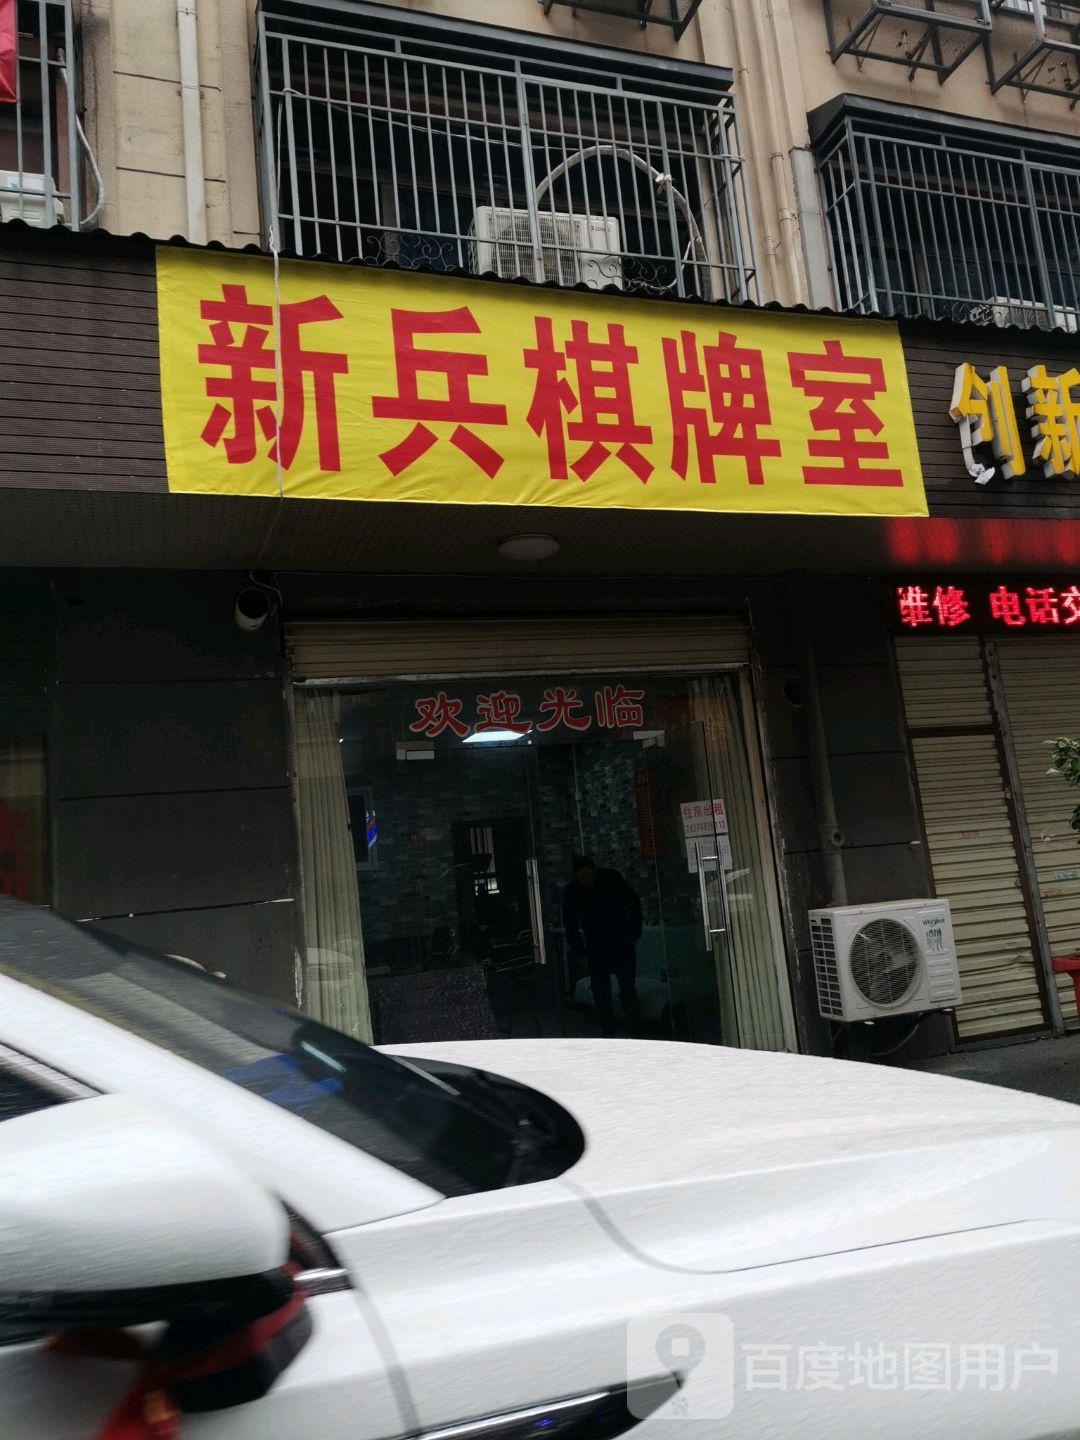 新兵棋牌室
创新
维修 电话交
欢迎光临
住房出租
Whirlpool
百度地图用户